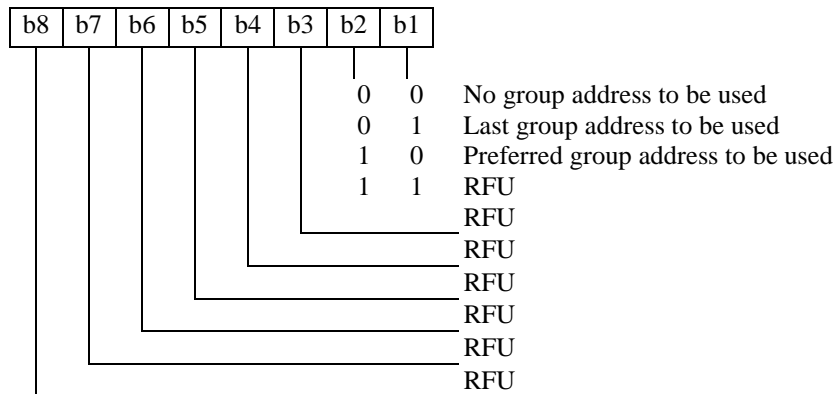 b8 b7 b6 b5 b4 b3 b2 b1
0 0 No group address to be used
0 1 Last group address to be used
1 0 Preferred group address to be used
1 1 RFU
RFU
RFU
RFU
RFU
RFU
RFU